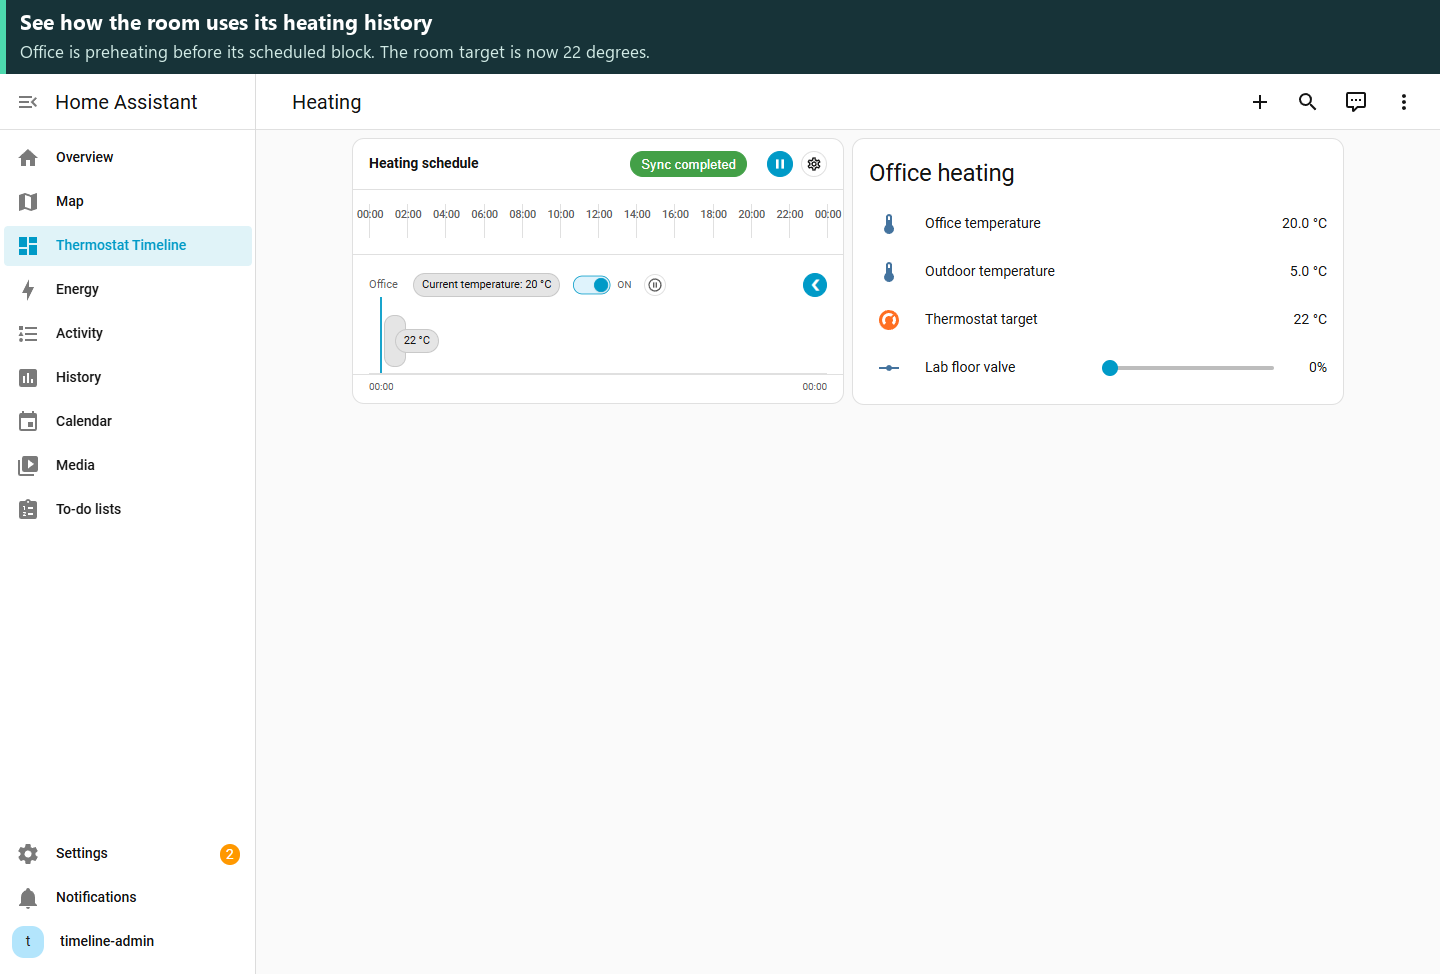 See how the room uses its heating history
Office is preheating before its scheduled block. The room target is now 22 degrees.
Home Assistant
Heating
Overview
Map
Thermostat Timeline
Energy
Activity
History
Calendar
Media
To-do lists
Settings
2
Notifications
t
timeline-admin
Heating schedule
Sync completed
00:00 02:00 04:00 06:00 08:00 10:00 12:00 14:00 16:00 18:00 20:00 22:00 00:00
Office
Current temperature: 20 °C
ON
22 °C
00:00
00:00
Office heating
Office temperature
20.0 °C
Outdoor temperature
5.0 °C
Thermostat target
22 °C
Lab floor valve
0%